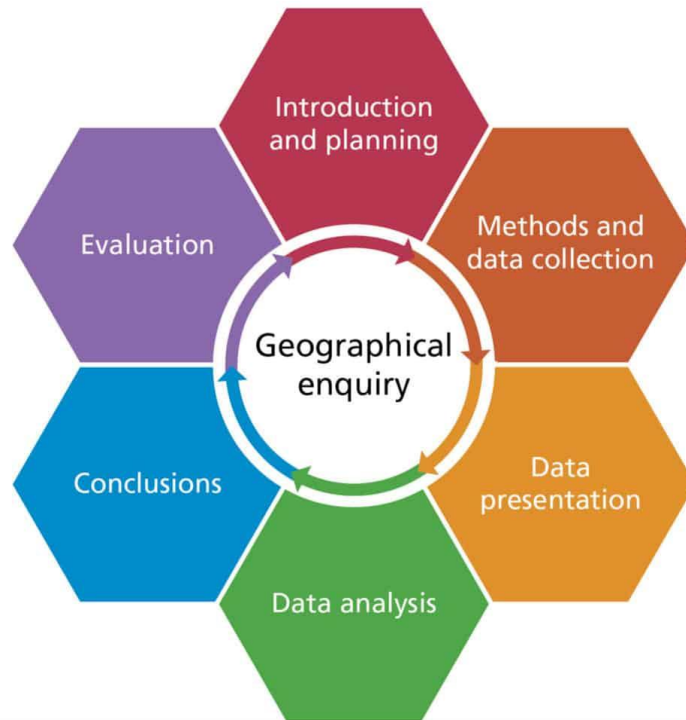 Introduction
and planning
Methods and
data collection
Data
presentation
Data analysis
Conclusions
Evaluation
Geographical
enquiry